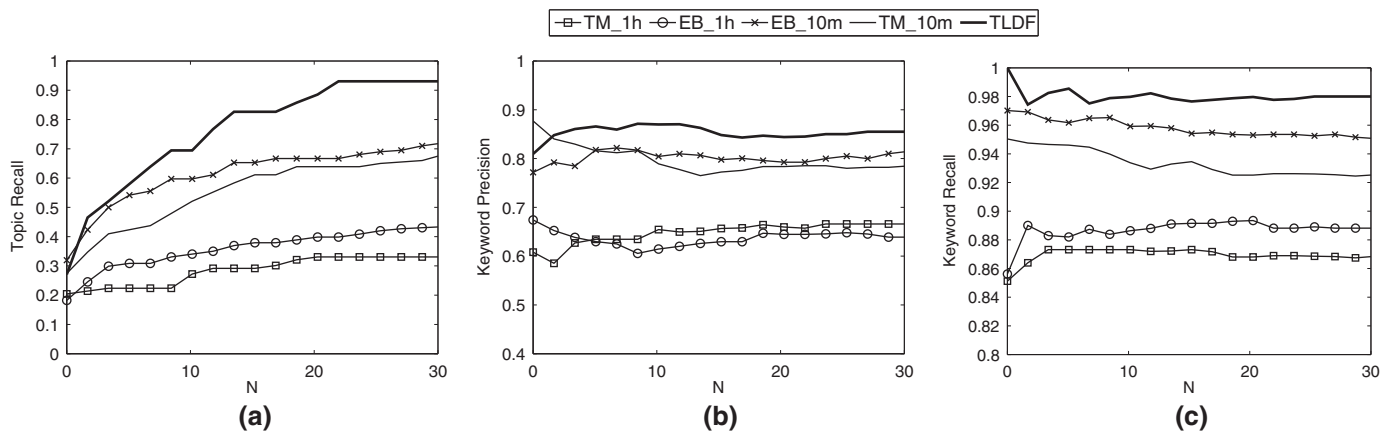 TM_1h EB_1h EB_10m TM_10m TLDF
1
0.9
0.8
0.7
0.6
0.5
0.4
0.3
0.2
0.1
0
Topic Recall
0 10 20 30
N
(a)
1
0.9
0.8
0.7
0.6
0.5
0.4
Keyword Precision
0 10 20 30
N
(b)
1
0.98
0.96
0.94
0.92
0.9
0.88
0.86
0.84
0.82
0.8
Keyword Recall
0 10 20 30
N
(c)